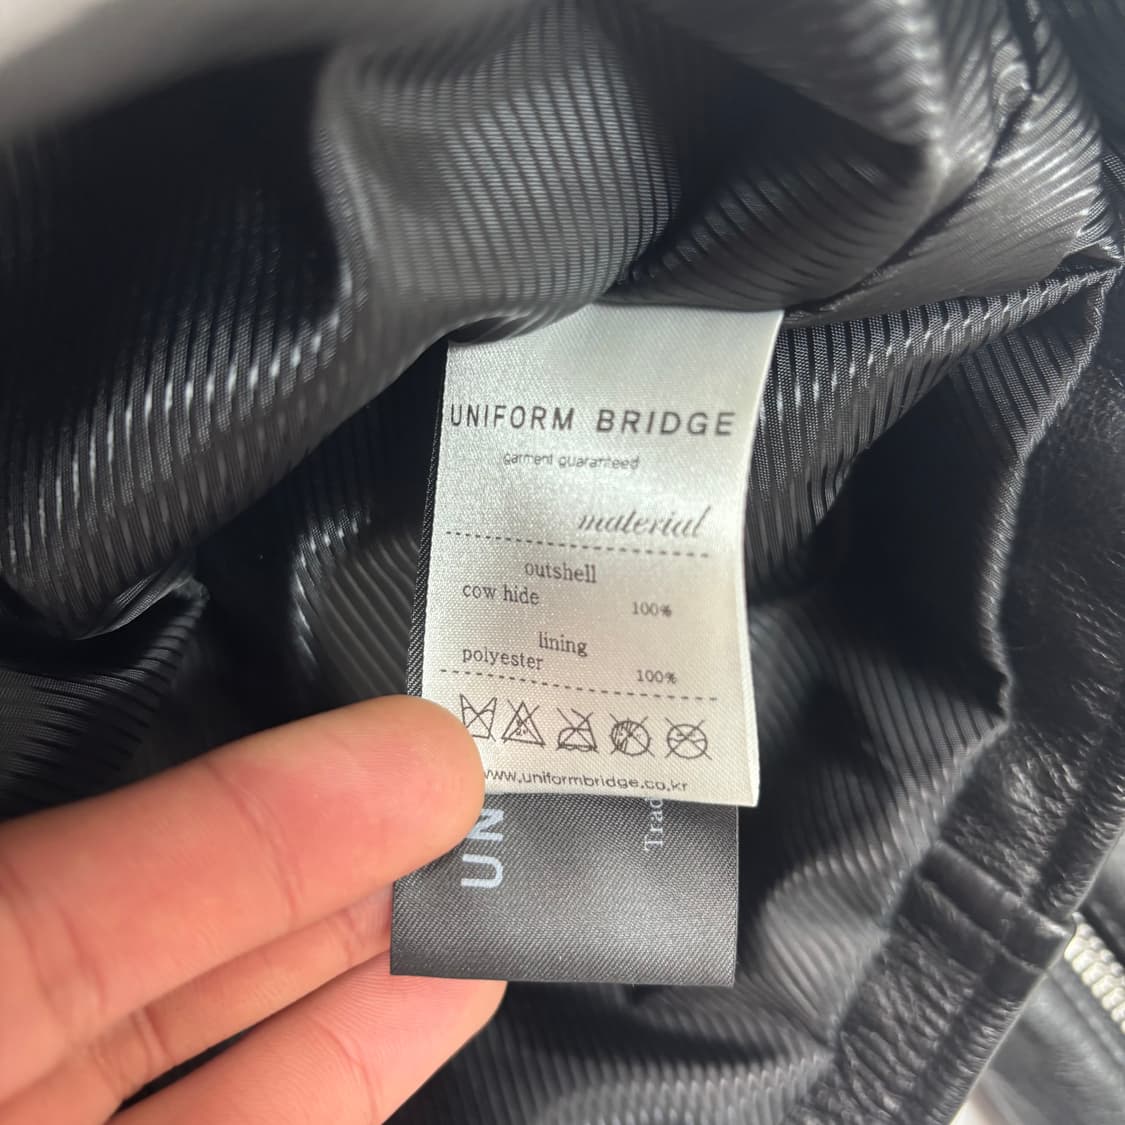 UNIFORM BRIDGE
garment guaranteed
material
outshell
cow hide 100%
lining
polyester 100%
www.uniformbridge.co.kr
UN
Trad